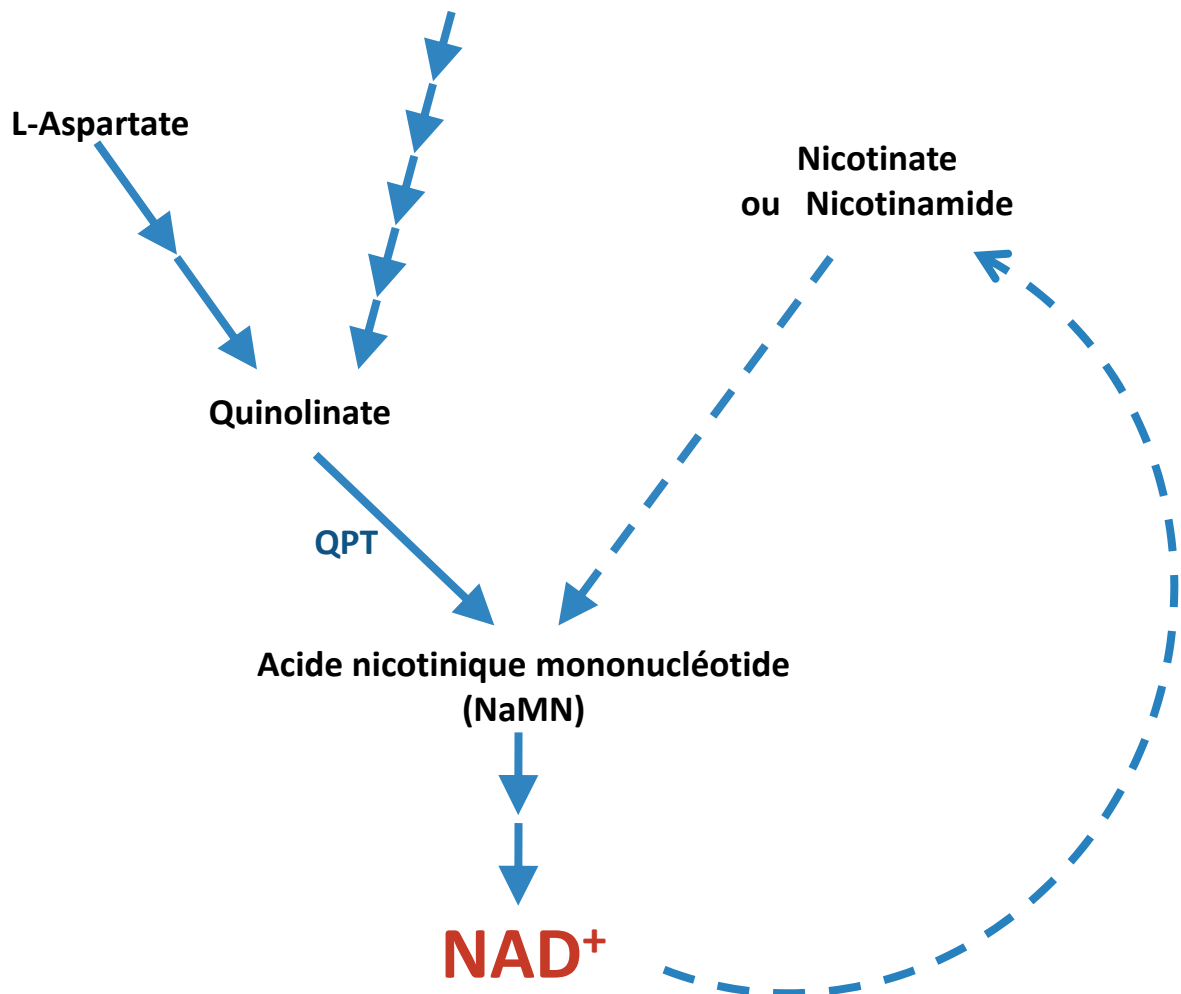 L-Aspartate
Nicotinate
ou Nicotinamide
Quinolinate
QPT
Acide nicotinique mononucléotide
(NaMN)
NAD⁺